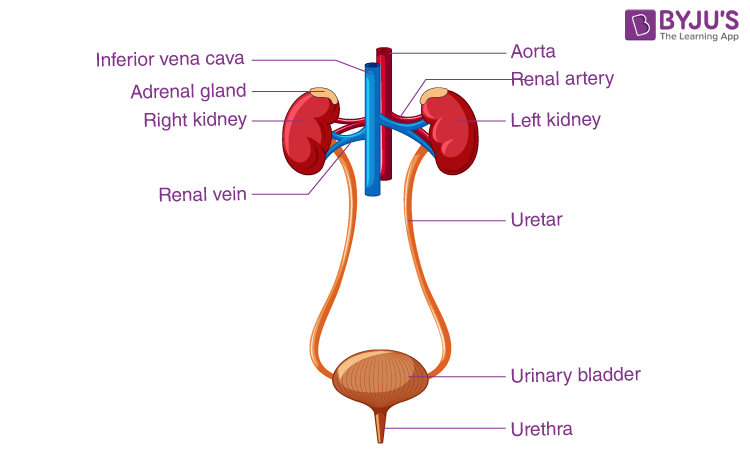 BYJU'S
The Learning App
Inferior vena cava
Adrenal gland
Right kidney
Renal vein
Aorta
Renal artery
Left kidney
Uretar
Urinary bladder
Urethra